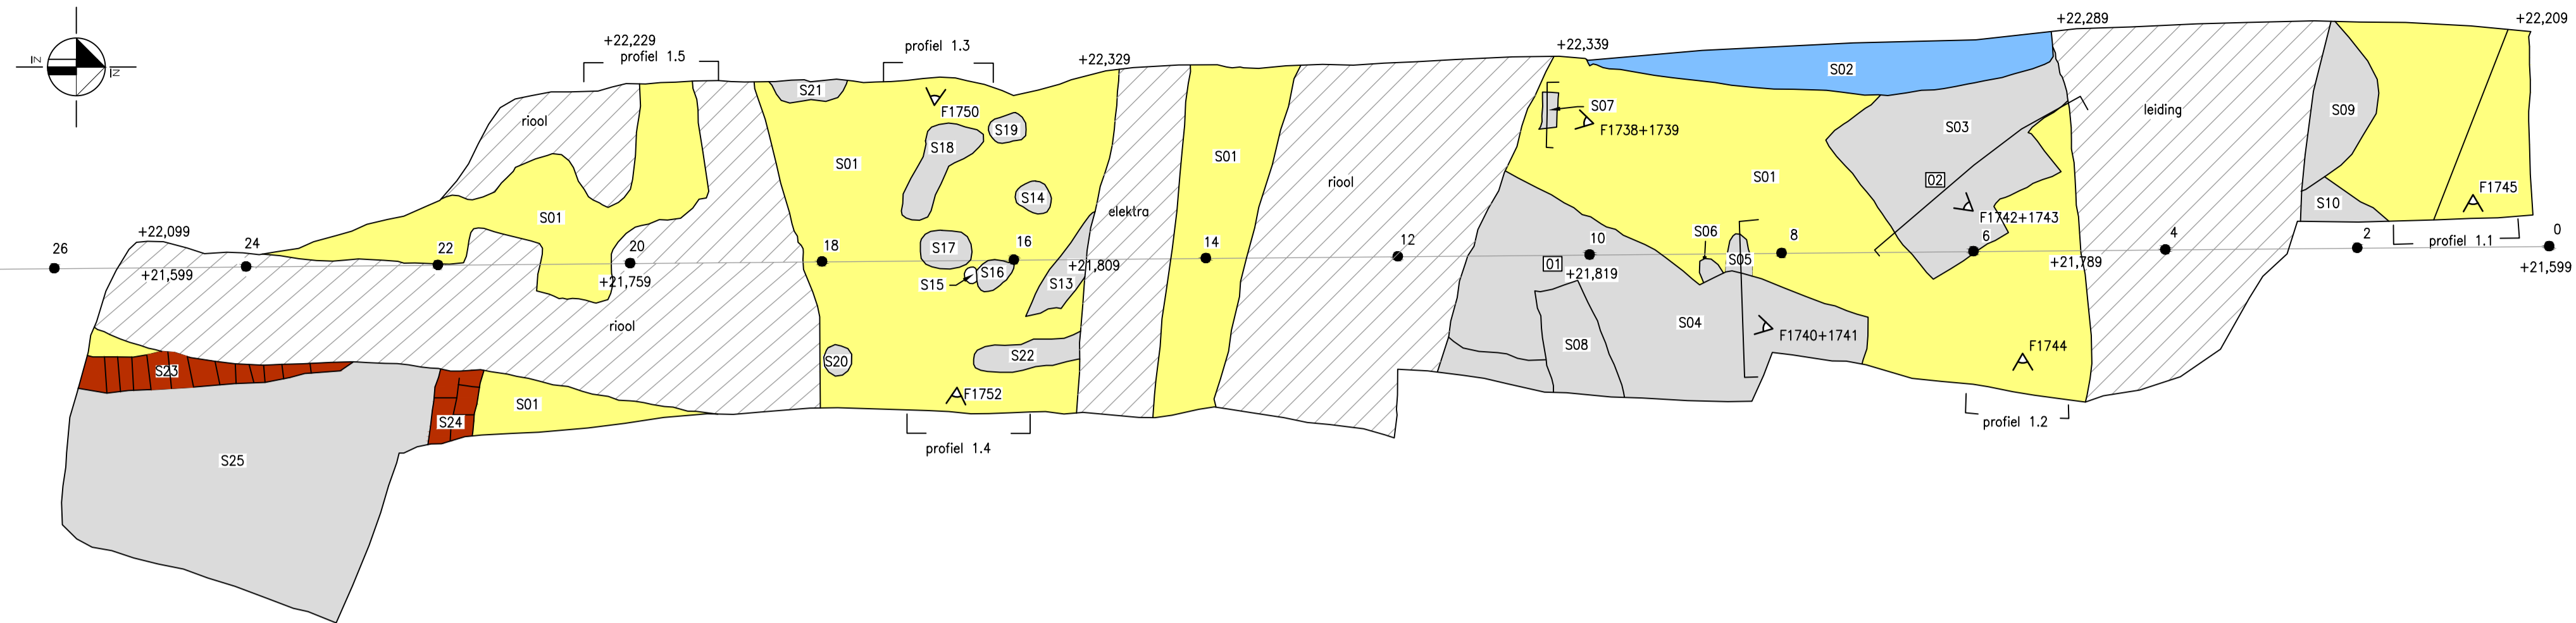 +22,289
+22,209
+22,229
profiel 1.5
profiel 1.3
+22,329
+22,339
S02
S21
F1750
S07
F1738+1739
leiding
S09
riool
S19
S18
S03
S01
S01
S14
riool
S01
O2
F1745
S10
elektra
F1742+1743
S01
+22,099
26
24
22
20
18
16
14
12
10
8
6
4
2
0
S17
S06
S05
profiel 1.1
+21,599
+21,759
S15
S16
S13
+21,809
O1
+21,819
+21,789
+21,599
riool
S04
F1740+1741
S08
S20
S22
F1744
S23
S24
S01
F1752
profiel 1.4
profiel 1.2
S25
N
N